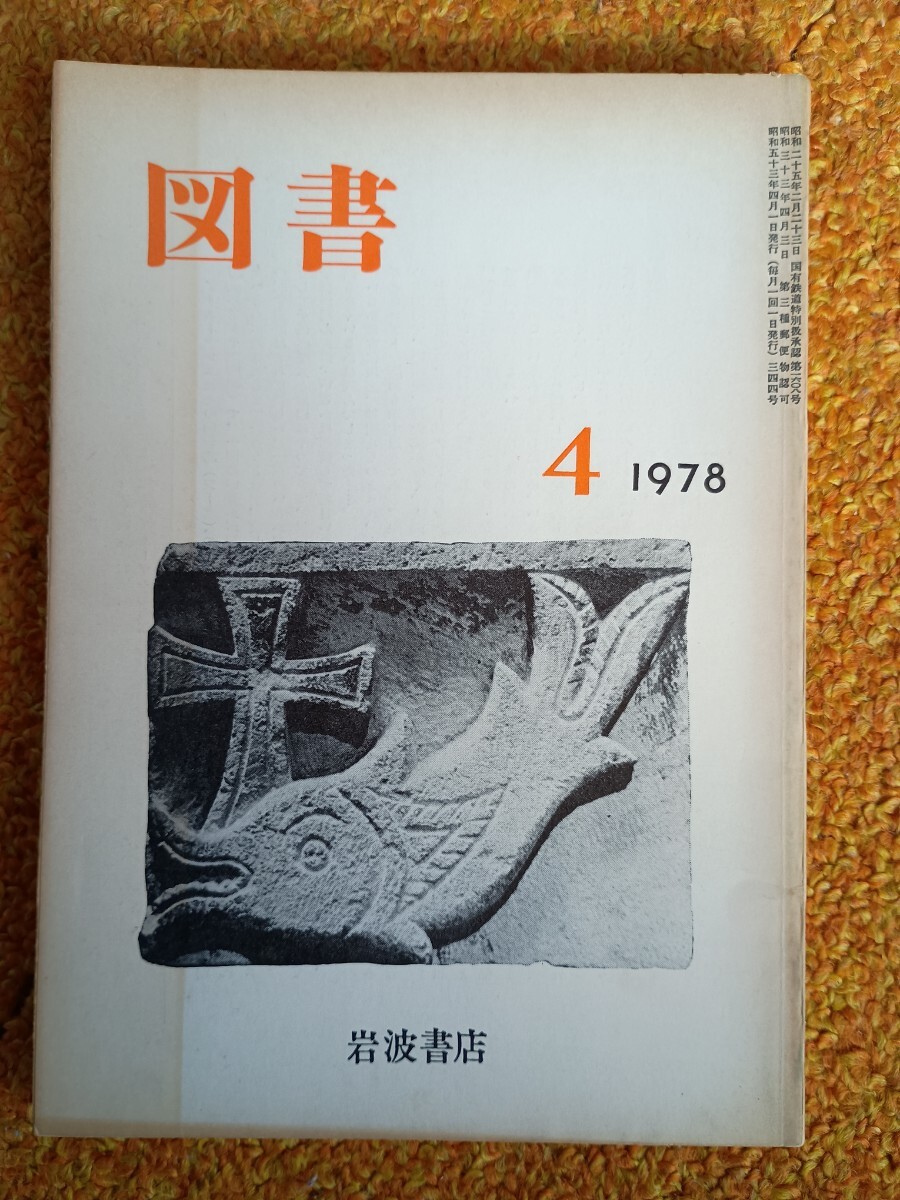 図書
4 1978
岩波書店
昭和二十五年二月二十三日 国有鉄道特別扱承認 第一六〇八号
昭和三十三年四月三日 第三種郵便物認可
昭和五十三年四月一日発行(毎月一回一日発行)三四四号